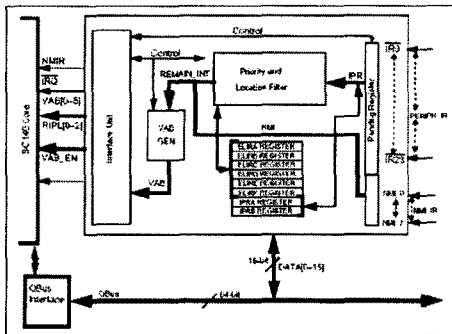 Control
NMIR
IRQ
VAB[0–5]
RIPL[0–2]
VAB_EN
SC140 Core
Interface Unit
Control
REMAIN_INT
VAB
GEN
VAB
Priority and
Location Filter
IPR
NMI
ELIRA REGISTER
ELIRB REGISTER
ELIRC REGISTER
ELIRD REGISTER
ELIRE REGISTER
ELIRF REGISTER
IPRA REGISTER
IPRB REGISTER
Pending Register
IR0
PERIPH IR
IR23
NMI 0
NMI IR
NMI 7
16-bit
DATA[0–15]
QBus
Interface
QBus
64-bit